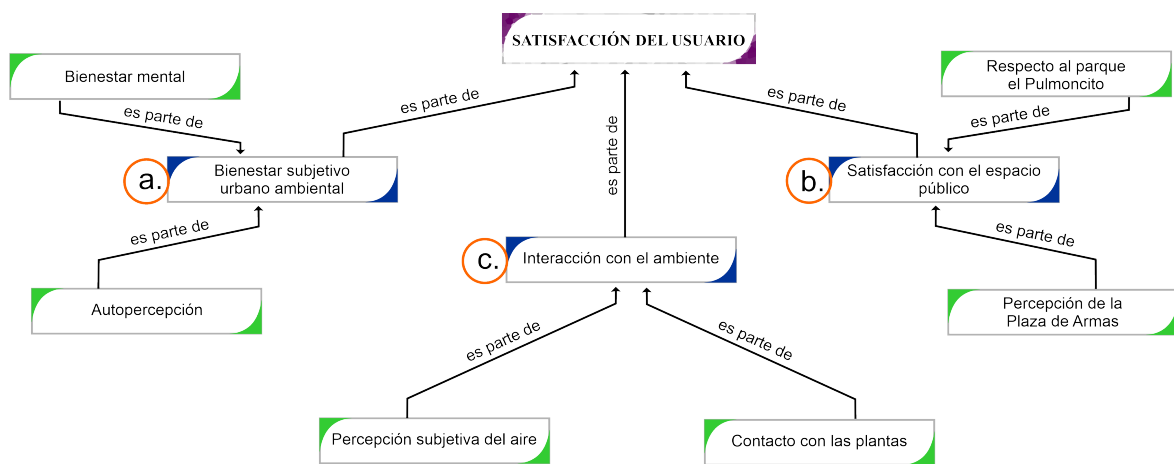 SATISFACCIÓN DEL USUARIO
Bienestar mental
Respecto al parque
el Pulmoncito
es parte de
es parte de
es parte de
es parte de
es parte de
a.
Bienestar subjetivo
urbano ambiental
b.
Satisfacción con el espacio
público
es parte de
es parte de
c.
Interacción con el ambiente
Autopercepción
Percepción de la
Plaza de Armas
es parte de
es parte de
Percepción subjetiva del aire
Contacto con las plantas